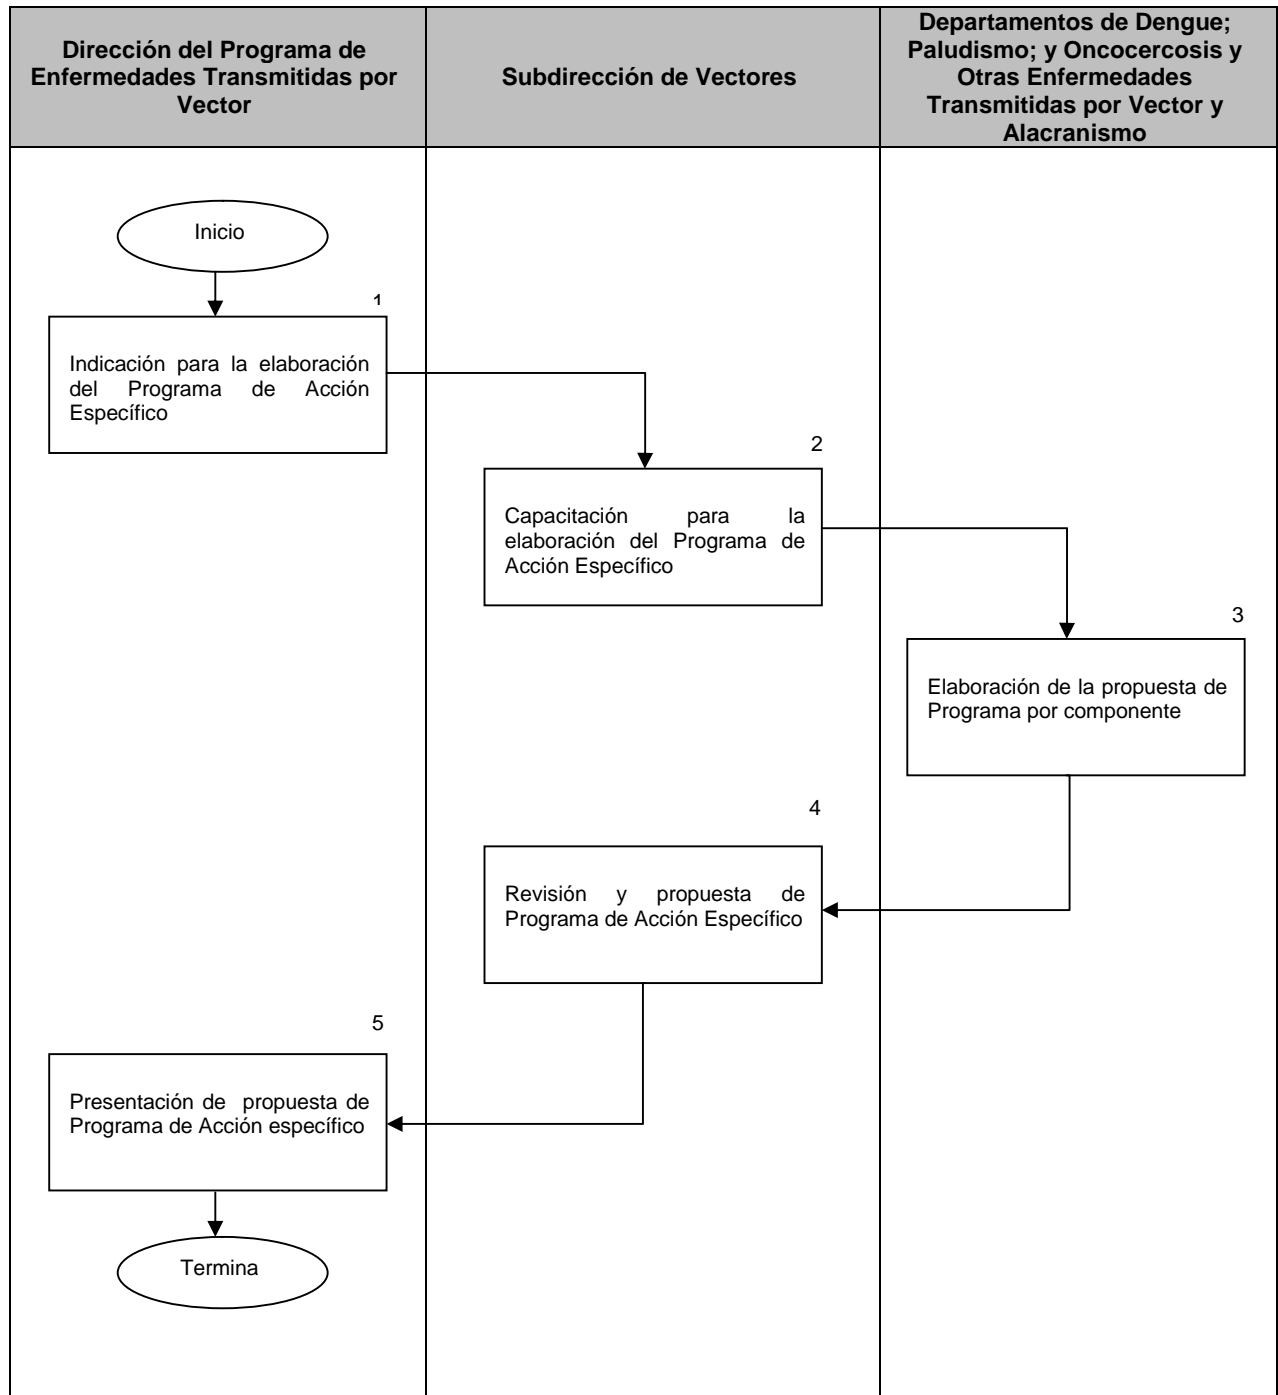 Dirección del Programa de
Enfermedades Transmitidas por
Vector
Subdirección de Vectores
Departamentos de Dengue;
Paludismo; y Oncocercosis y
Otras Enfermedades
Transmitidas por Vector y
Alacranismo
Inicio
1
Indicación para la elaboración
del Programa de Acción
Específico
2
Capacitación para la
elaboración del Programa de
Acción Específico
3
Elaboración de la propuesta de
Programa por componente
4
Revisión y propuesta de
Programa de Acción Específico
5
Presentación de propuesta de
Programa de Acción específico
Termina